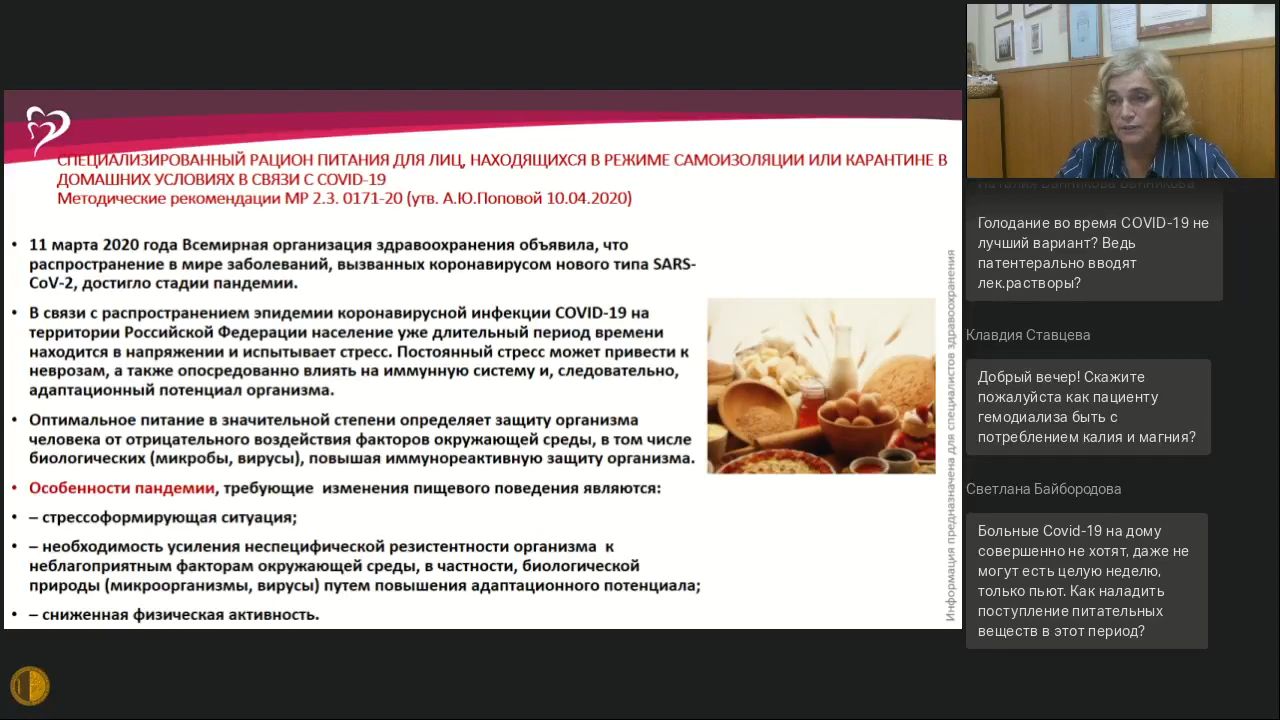 СПЕЦИАЛИЗИРОВАННЫЙ РАЦИОН ПИТАНИЯ ДЛЯ ЛИЦ, НАХОДЯЩИХСЯ В РЕЖИМЕ САМОИЗОЛЯЦИИ ИЛИ КАРАНТИНЕ В
ДОМАШНИХ УСЛОВИЯХ В СВЯЗИ С COVID-19
Методические рекомендации МР 2.3. 0171-20 (утв. А.Ю.Поповой 10.04.2020)
• 11 марта 2020 года Всемирная организация здравоохранения объявила, что
распространение в мире заболеваний, вызванных коронавирусом нового типа SARS-
CoV-2, достигло стадии пандемии.
• В связи с распространением эпидемии коронавирусной инфекции COVID-19 на
территории Российской Федерации население уже длительный период времени
находится в напряжении и испытывает стресс. Постоянный стресс может привести к
неврозам, а также опосредованно влиять на иммунную систему и, следовательно,
адаптационный потенциал организма.
• Оптимальное питание в значительной степени определяет защиту организма
человека от отрицательного воздействия факторов окружающей среды, в том числе
биологических (микробы, вирусы), повышая иммунореактивную защиту организма.
• Особенности пандемии, требующие изменения пищевого поведения являются:
• – стрессоформирующая ситуация;
• – необходимость усиления неспецифической резистентности организма к
неблагоприятным факторам окружающей среды, в частности, биологической
природы (микроорганизмы, вирусы) путем повышения адаптационного потенциала;
• – сниженная физическая активность.
Информация предназначена для специалистов здравоохранения
Наталия Банникова Банникова
Голодание во время COVID-19 не
лучший вариант? Ведь
патентерально вводят
лек.растворы?
Клавдия Ставцева
Добрый вечер! Скажите
пожалуйста как пациенту
гемодиализа быть с
потреблением калия и магния?
Светлана Байбородова
Больные Covid-19 на дому
совершенно не хотят, даже не
могут есть целую неделю,
только пьют. Как наладить
поступление питательных
веществ в этот период?